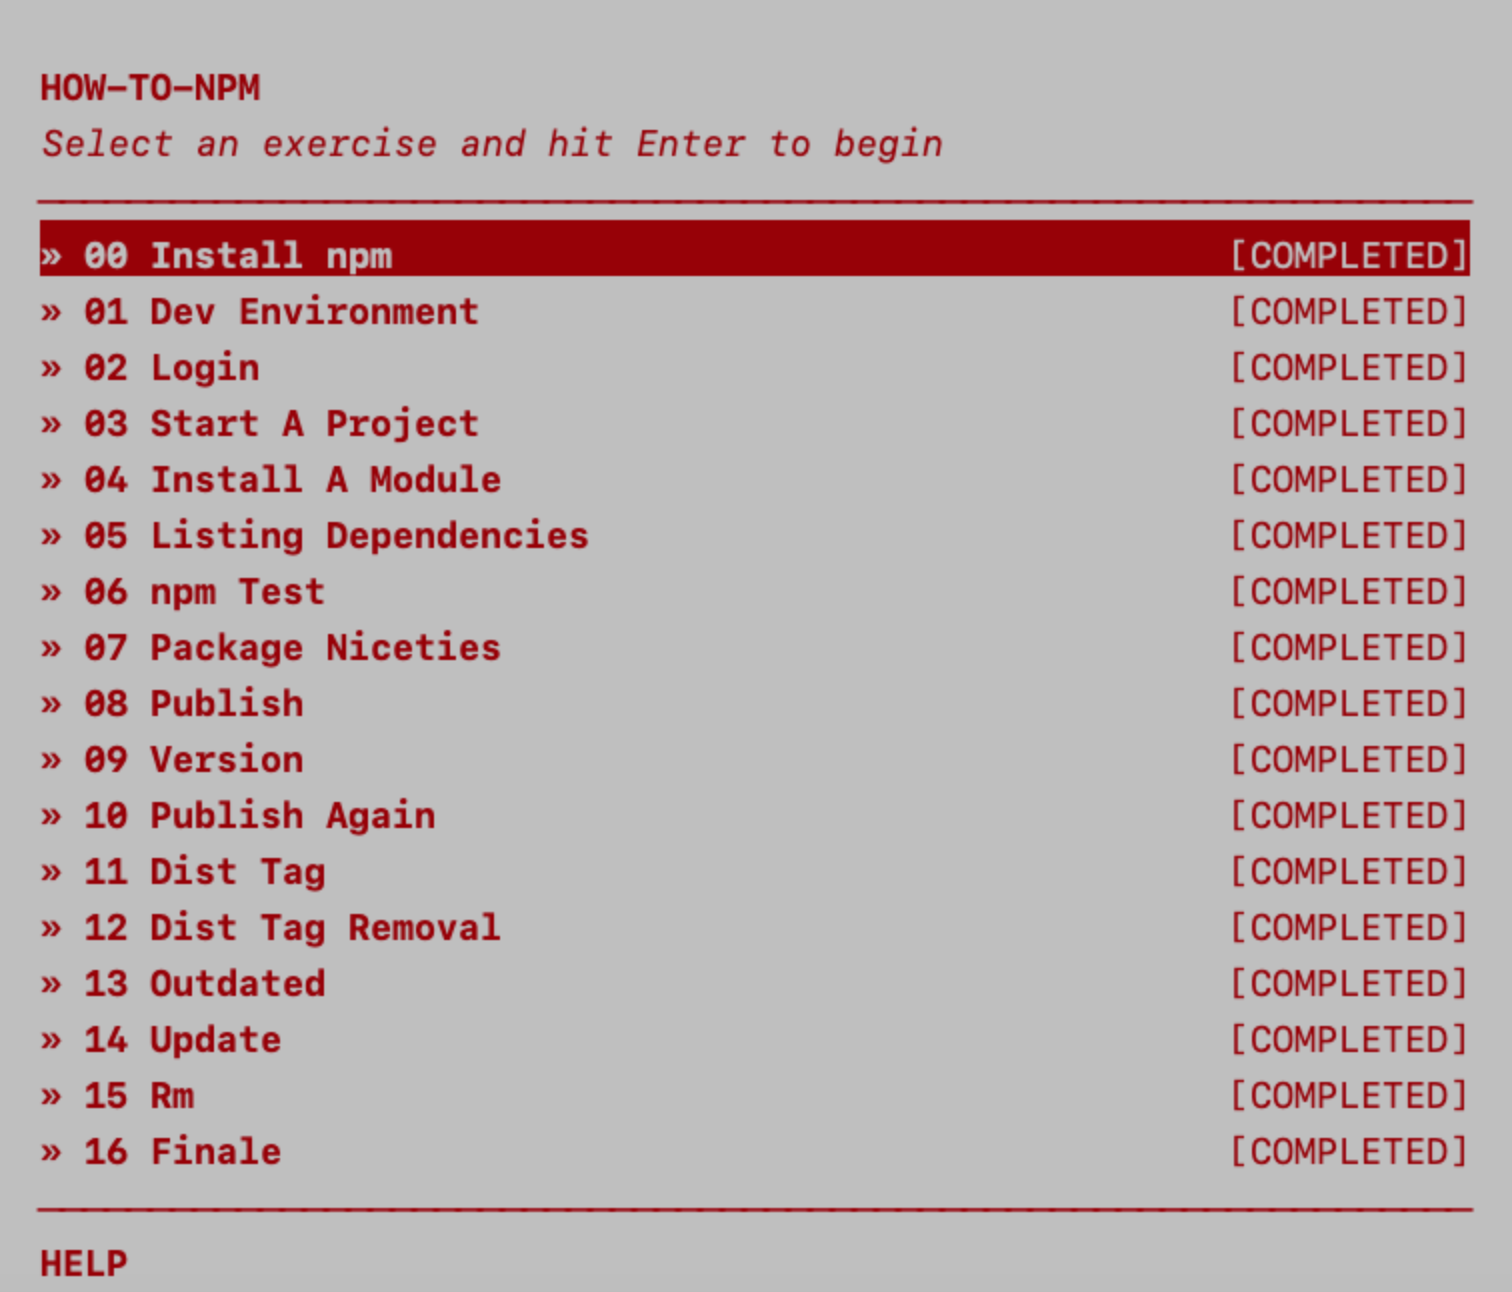 HOW-TO-NPM
Select an exercise and hit Enter to begin
» 00 Install npm [COMPLETED]
» 01 Dev Environment [COMPLETED]
» 02 Login [COMPLETED]
» 03 Start A Project [COMPLETED]
» 04 Install A Module [COMPLETED]
» 05 Listing Dependencies [COMPLETED]
» 06 npm Test [COMPLETED]
» 07 Package Niceties [COMPLETED]
» 08 Publish [COMPLETED]
» 09 Version [COMPLETED]
» 10 Publish Again [COMPLETED]
» 11 Dist Tag [COMPLETED]
» 12 Dist Tag Removal [COMPLETED]
» 13 Outdated [COMPLETED]
» 14 Update [COMPLETED]
» 15 Rm [COMPLETED]
» 16 Finale [COMPLETED]
HELP